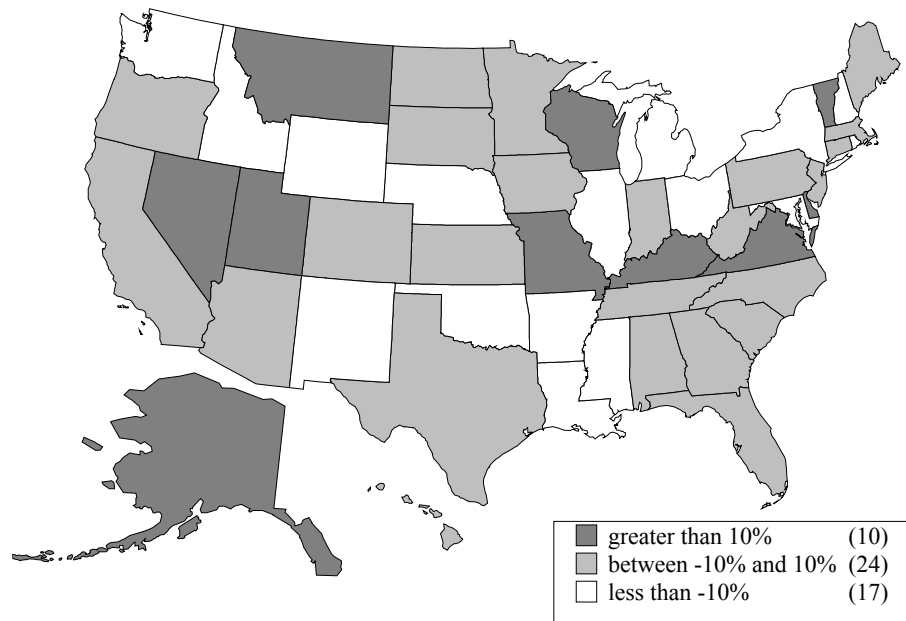 greater than 10% (10)
between -10% and 10% (24)
less than -10% (17)